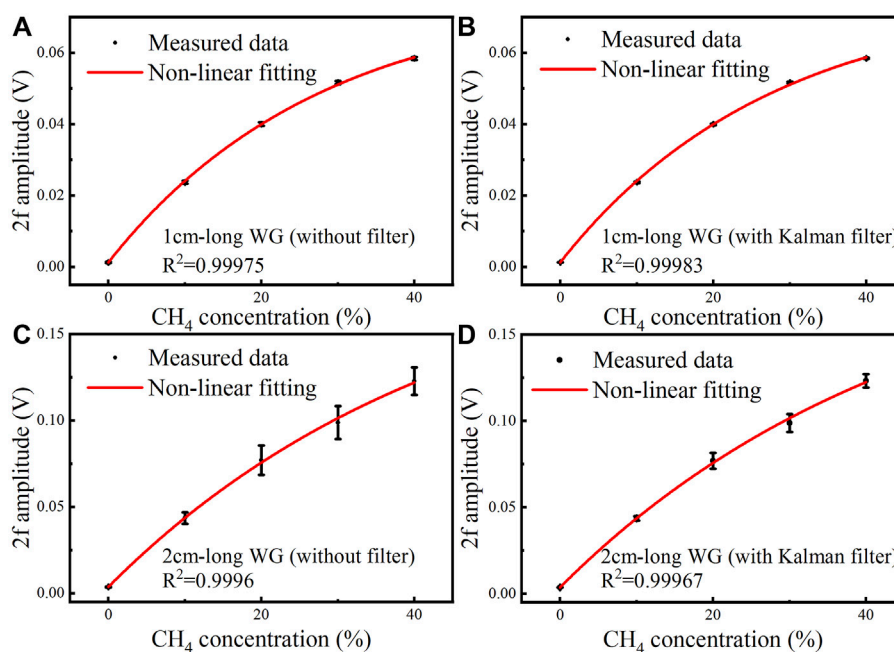 A
Measured data
Non-linear fitting
2f amplitude (V)
0.06
0.04
0.02
0.00
1cm-long WG (without filter)
R²=0.99975
0 20 40
CH₄ concentration (%)
B
Measured data
Non-linear fitting
2f amplitude (V)
0.06
0.04
0.02
0.00
1cm-long WG (with Kalman filter)
R²=0.99983
0 20 40
CH₄ concentration (%)
C
Measured data
Non-linear fitting
2f amplitude (V)
0.15
0.10
0.05
0.00
2cm-long WG (without filter)
R²=0.9996
0 20 40
CH₄ concentration (%)
D
Measured data
Non-linear fitting
2f amplitude (V)
0.15
0.10
0.05
0.00
2cm-long WG (with Kalman filter)
R²=0.99967
0 20 40
CH₄ concentration (%)